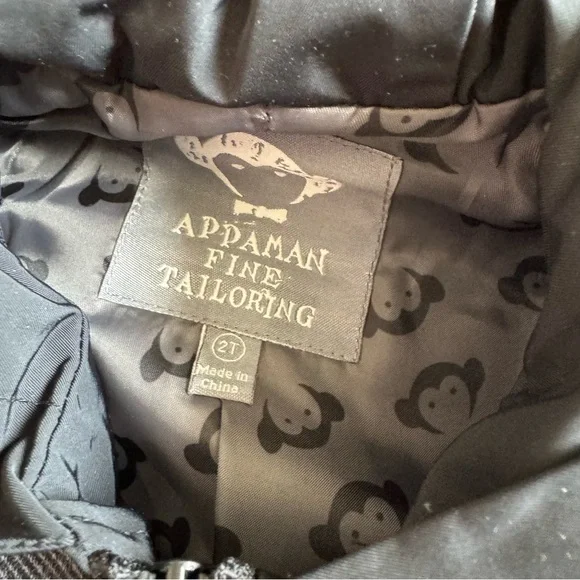 APPAMAN
FINE
TAILORING
2T
Made in
China